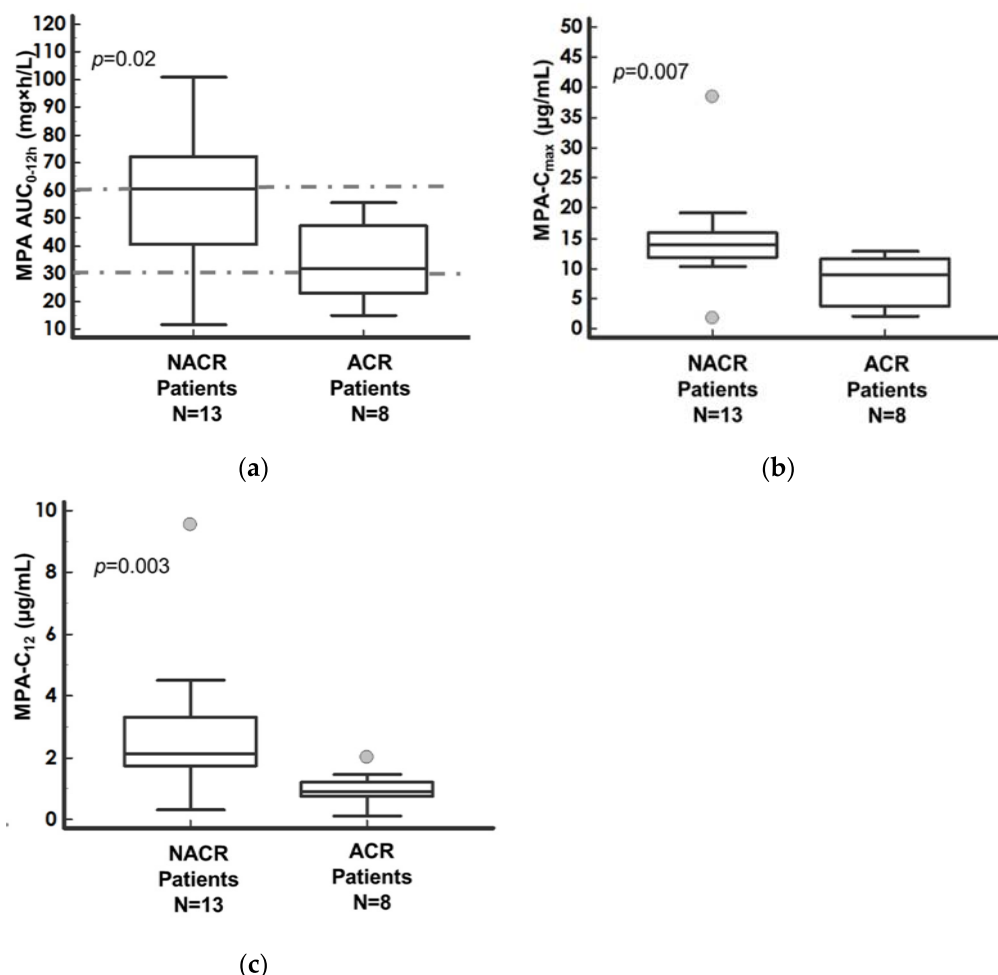 MPA AUC0-12h (mg×h/L)
120
110
100
90
80
70
60
50
40
30
20
10
p=0.02
NACR
Patients
N=13
ACR
Patients
N=8
(a)
MPA-Cmax (µg/mL)
50
45
40
35
30
25
20
15
10
5
0
p=0.007
NACR
Patients
N=13
ACR
Patients
N=8
(b)
MPA-C12 (µg/mL)
10
8
6
4
2
0
p=0.003
NACR
Patients
N=13
ACR
Patients
N=8
(c)